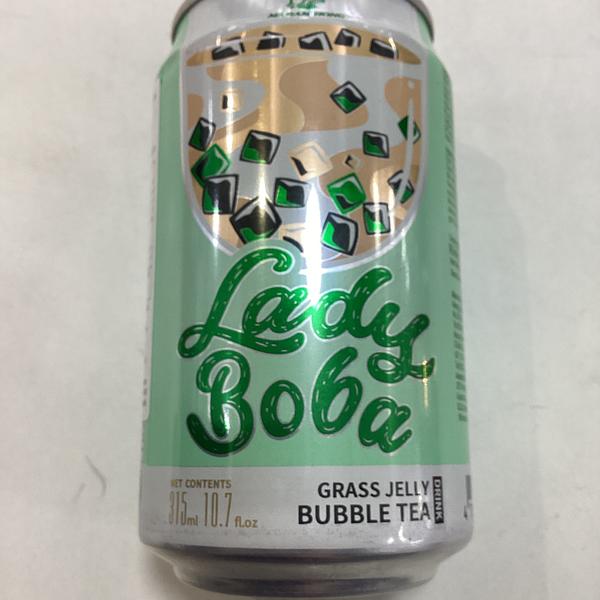 Lady
Boba
NET CONTENTS
315ml 10.7 fl.oz
GRASS JELLY
BUBBLE TEA
DRINK